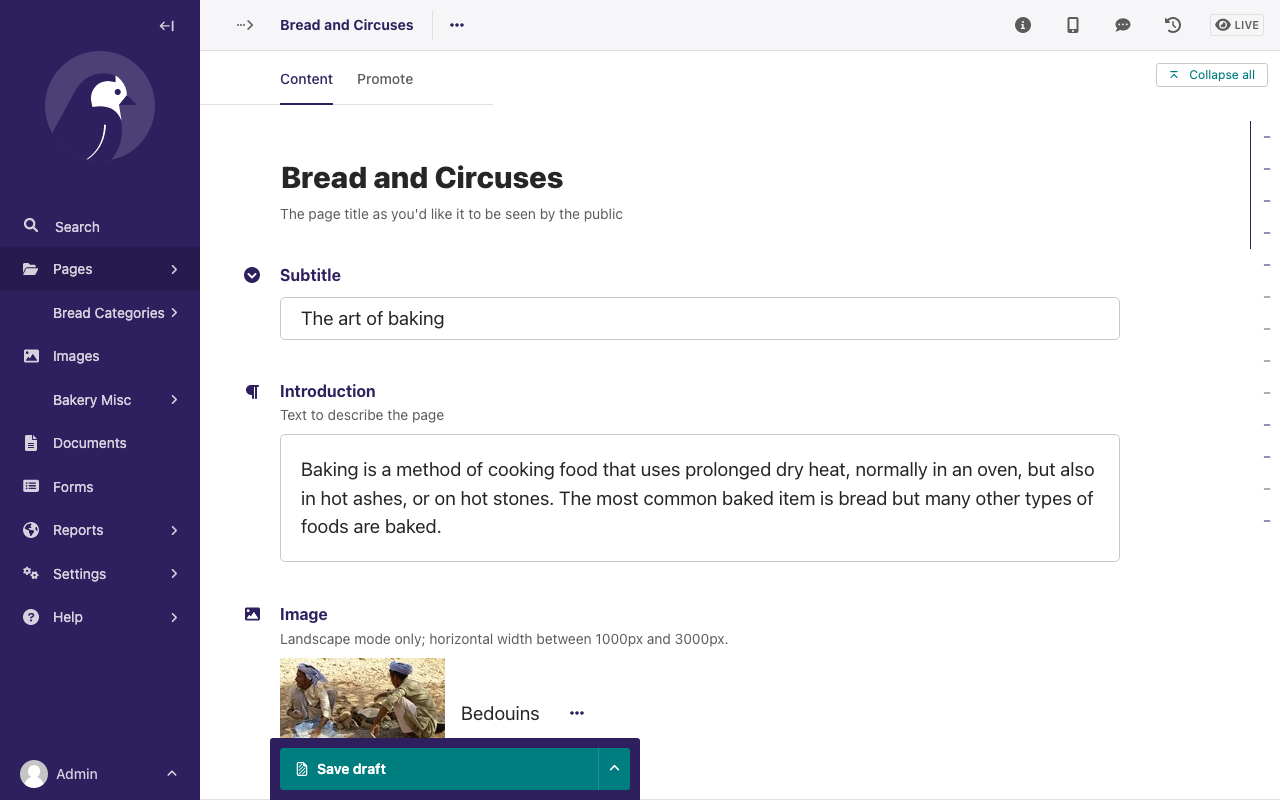 Bread and Circuses
LIVE
Content
Promote
Collapse all
Search
Pages
Bread Categories
Images
Bakery Misc
Documents
Forms
Reports
Settings
Help
Admin
Bread and Circuses
The page title as you'd like it to be seen by the public
Subtitle
The art of baking
Introduction
Text to describe the page
Baking is a method of cooking food that uses prolonged dry heat, normally in an oven, but also
in hot ashes, or on hot stones. The most common baked item is bread but many other types of
foods are baked.
Image
Landscape mode only; horizontal width between 1000px and 3000px.
Bedouins
Save draft